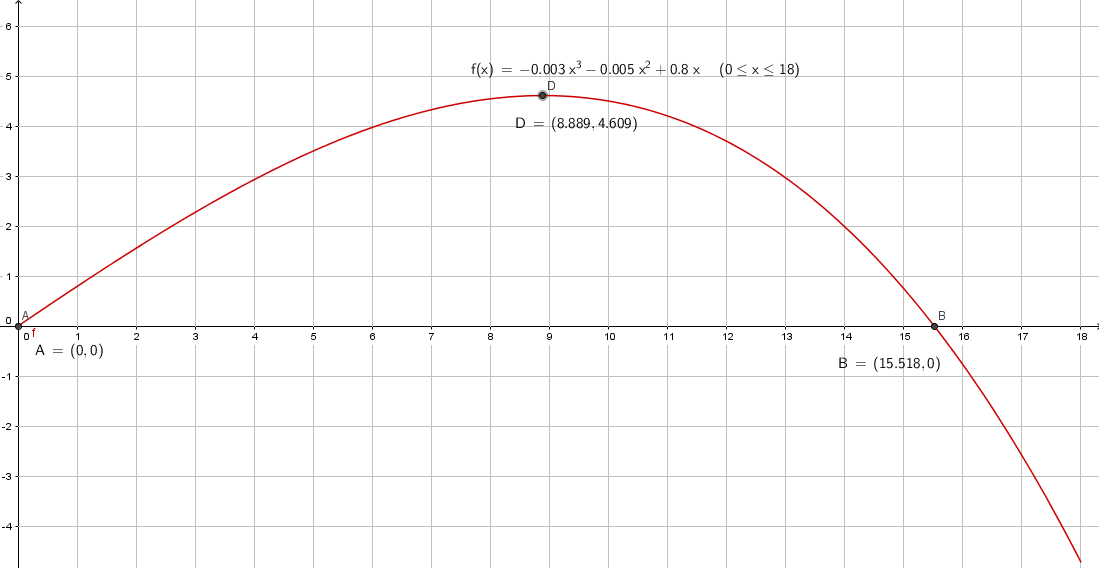 6
f(x) = −0.003 x³ − 0.005 x² + 0.8 x (0 ≤ x ≤ 18)
5
D
D = (8.889, 4.609)
4
3
2
1
A
B
0
0 f 1 2 3 4 5 6 7 8 9 10 11 12 13 14 15 16 17 18
A = (0, 0)
B = (15.518, 0)
-1
-2
-3
-4